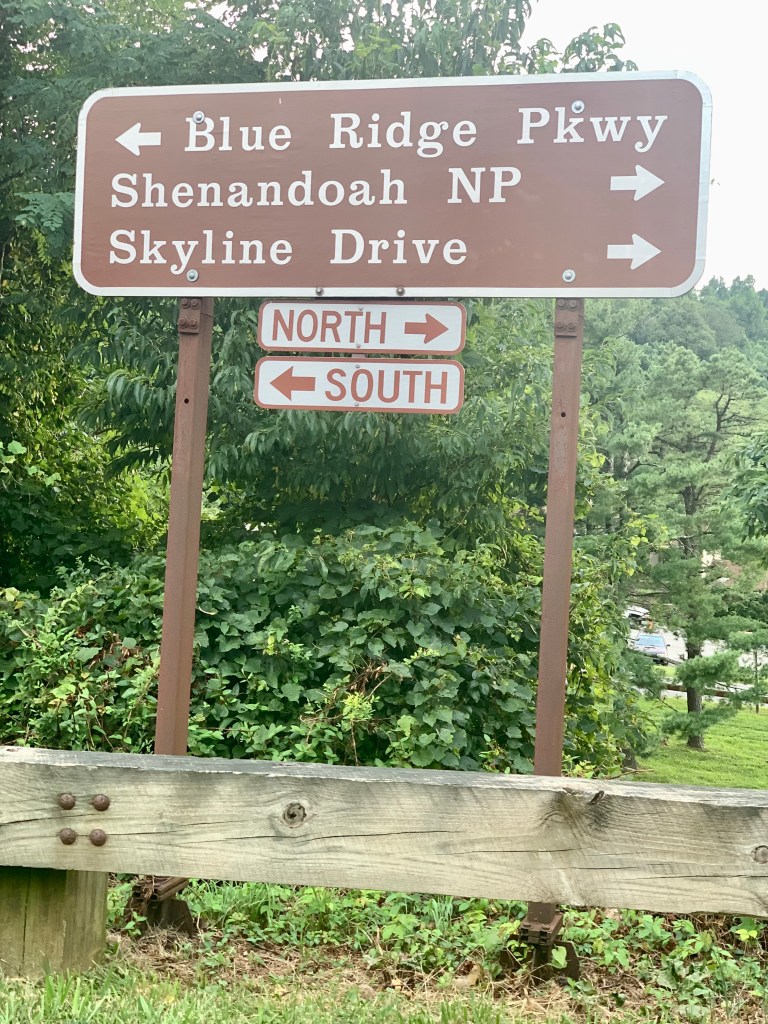 ← Blue Ridge Pkwy
Shenandoah NP →
Skyline Drive →
NORTH →
← SOUTH